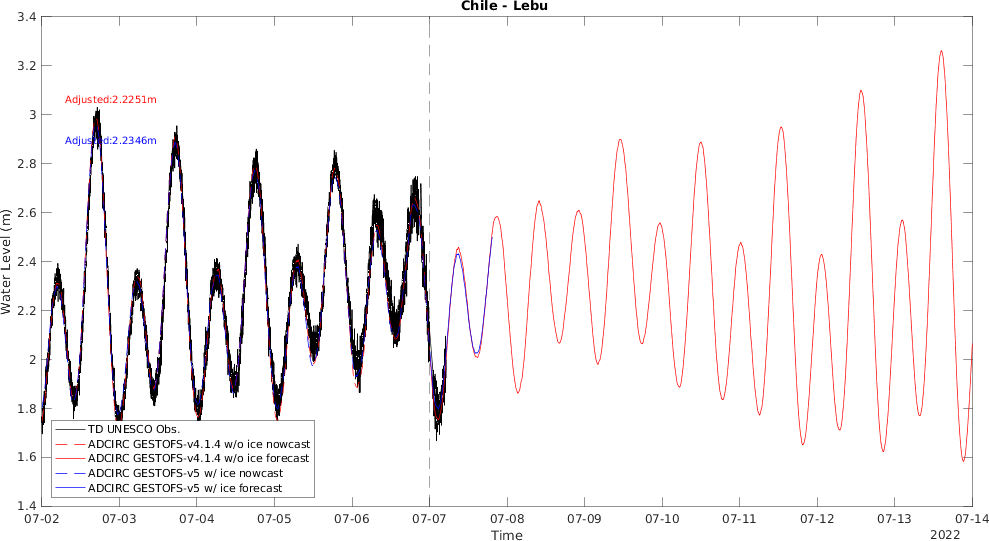 Chile - Lebu
3.4
3.2
3
2.8
2.6
2.4
2.2
2
1.8
1.6
1.4
Water Level (m)
Adjusted:2.2251m
Adjusted:2.2346m
TD UNESCO Obs.
ADCIRC GESTOFS-v4.1.4 w/o ice nowcast
ADCIRC GESTOFS-v4.1.4 w/o ice forecast
ADCIRC GESTOFS-v5 w/ ice nowcast
ADCIRC GESTOFS-v5 w/ ice forecast
07-02 07-03 07-04 07-05 07-06 07-07 07-08 07-09 07-10 07-11 07-12 07-13 07-14
Time
2022